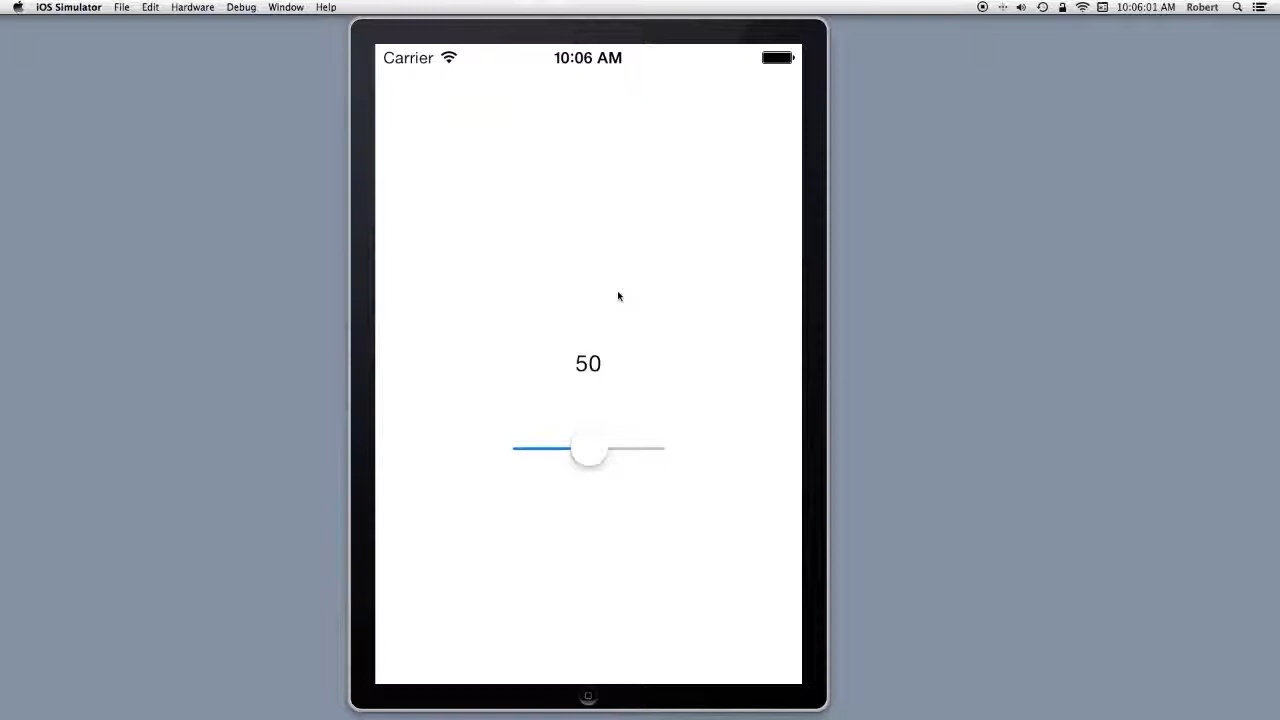 iOS Simulator File Edit Hardware Debug Window Help 10:06:01 AM Robert
Carrier 10:06 AM
50